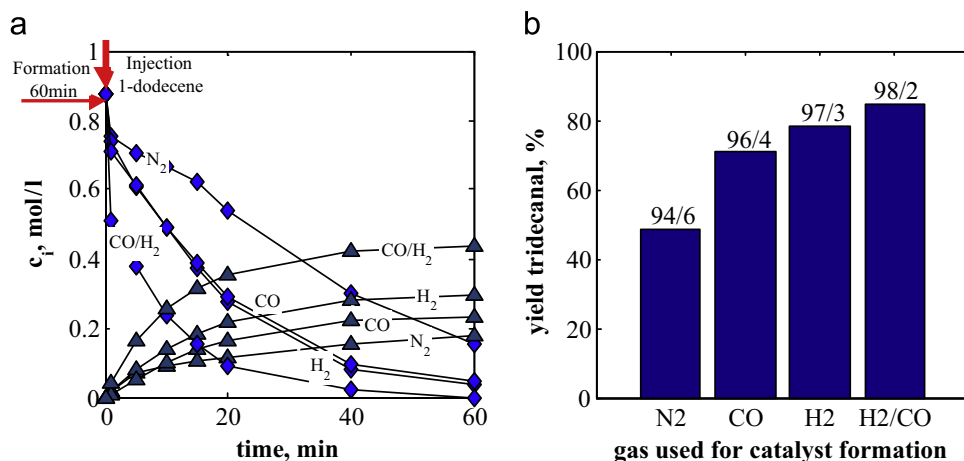 a
Formation
60min
Injection
1-dodecene
1
0.8
0.6
0.4
0.2
0
c_i, mol/l
N₂
CO/H₂
CO
H₂
CO/H₂
H₂
CO
N₂
0
20
40
60
time, min
b
100
80
60
40
20
0
yield tridecanal, %
94/6
96/4
97/3
98/2
N2
CO
H2
H2/CO
gas used for catalyst formation